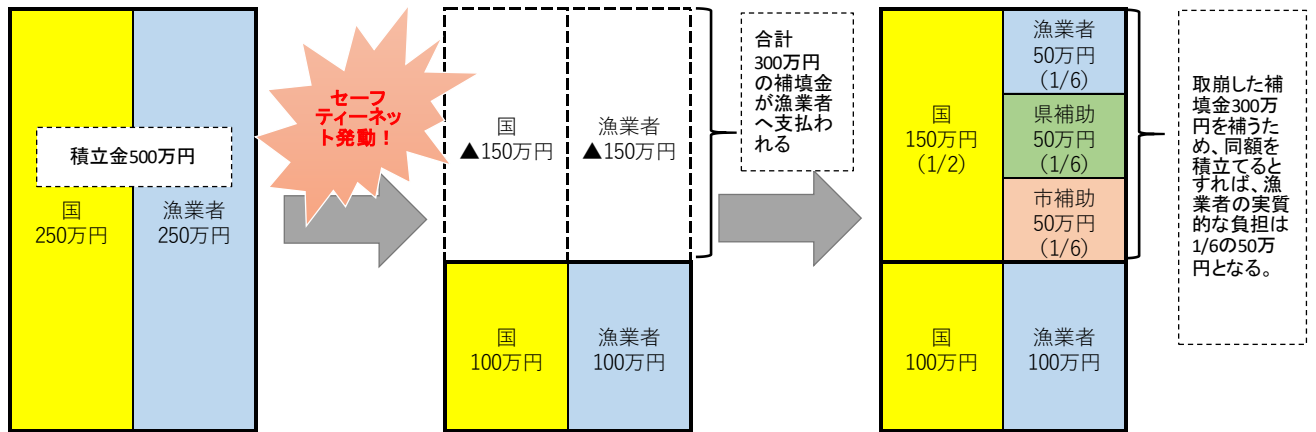 積立金500万円
国
250万円
漁業者
250万円
セーフ
ティーネッ
ト発動！
国
▲150万円
漁業者
▲150万円
国
100万円
漁業者
100万円
合計
300万円
の補填金
が漁業者
へ支払わ
れる
国
150万円
(1/2)
漁業者
50万円
(1/6)
県補助
50万円
(1/6)
市補助
50万円
(1/6)
国
100万円
漁業者
100万円
取崩した補
填金300万
円を補うた
め、同額を
積立てると
すれば、漁
業者の実質
的な負担は
1/6の50万
円となる。